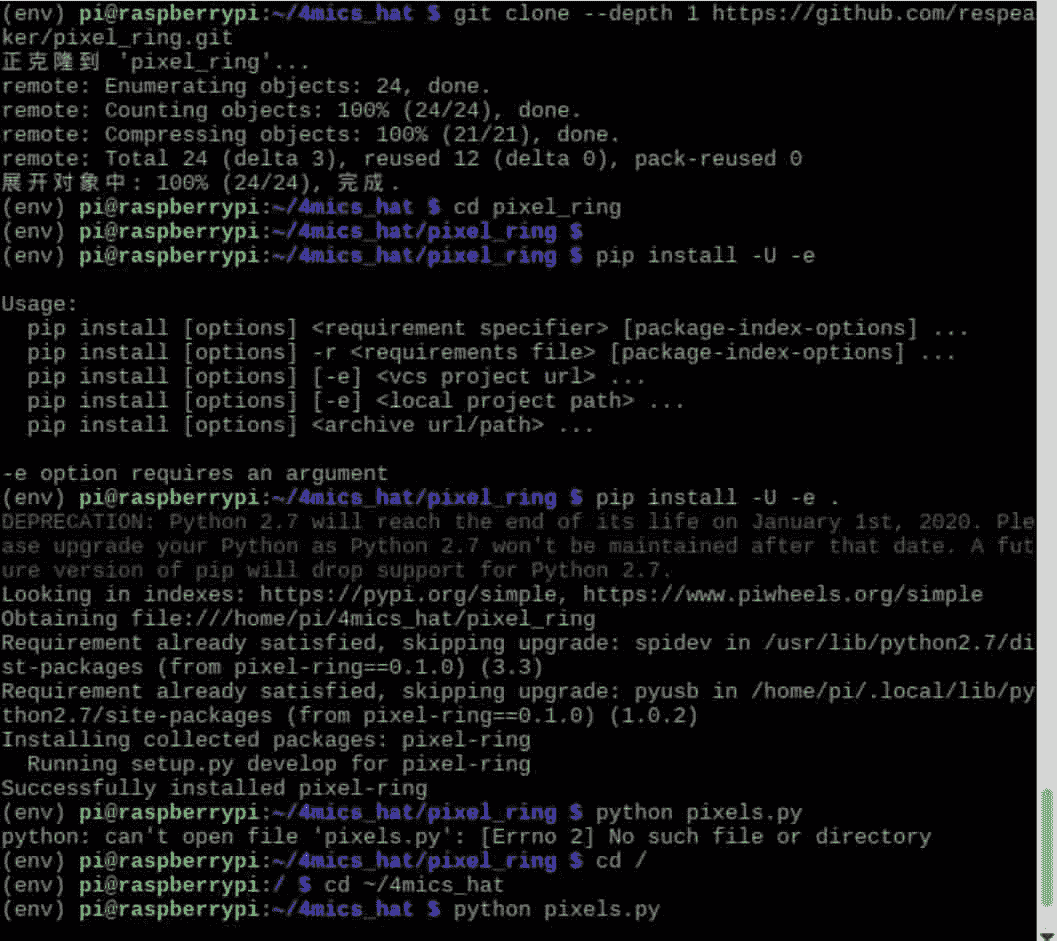 (env) pi@raspberrypi:~/4mics_hat $ git clone --depth 1 https://github.com/respea
ker/pixel_ring.git
正克隆到 'pixel_ring'...
remote: Enumerating objects: 24, done.
remote: Counting objects: 100% (24/24), done.
remote: Compressing objects: 100% (21/21), done.
remote: Total 24 (delta 3), reused 12 (delta 0), pack-reused 0
展开对象中: 100% (24/24), 完成.
(env) pi@raspberrypi:~/4mics_hat $ cd pixel_ring
(env) pi@raspberrypi:~/4mics_hat/pixel_ring $
(env) pi@raspberrypi:~/4mics_hat/pixel_ring $ pip install -U -e
Usage:
  pip install [options] <requirement specifier> [package-index-options] ...
  pip install [options] -r <requirements file> [package-index-options] ...
  pip install [options] [-e] <vcs project url> ...
  pip install [options] [-e] <local project path> ...
  pip install [options] <archive url/path> ...
-e option requires an argument
(env) pi@raspberrypi:~/4mics_hat/pixel_ring $ pip install -U -e .
DEPRECATION: Python 2.7 will reach the end of its life on January 1st, 2020. Ple
ase upgrade your Python as Python 2.7 won't be maintained after that date. A fut
ure version of pip will drop support for Python 2.7.
Looking in indexes: https://pypi.org/simple, https://www.piwheels.org/simple
Obtaining file:///home/pi/4mics_hat/pixel_ring
Requirement already satisfied, skipping upgrade: spidev in /usr/lib/python2.7/di
st-packages (from pixel-ring==0.1.0) (3.3)
Requirement already satisfied, skipping upgrade: pyusb in /home/pi/.local/lib/py
thon2.7/site-packages (from pixel-ring==0.1.0) (1.0.2)
Installing collected packages: pixel-ring
  Running setup.py develop for pixel-ring
Successfully installed pixel-ring
(env) pi@raspberrypi:~/4mics_hat/pixel_ring $ python pixels.py
python: can't open file 'pixels.py': [Errno 2] No such file or directory
(env) pi@raspberrypi:~/4mics_hat/pixel_ring $ cd /
(env) pi@raspberrypi:/ $ cd ~/4mics_hat
(env) pi@raspberrypi:~/4mics_hat $ python pixels.py